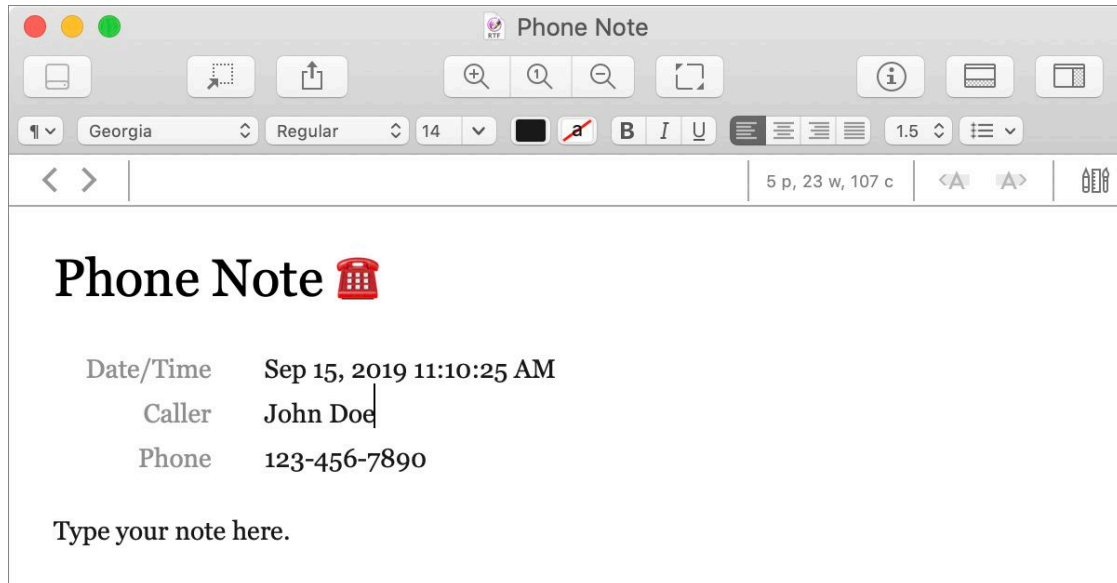 Phone Note
¶ Georgia Regular 14 a B I U 1.5
5 p, 23 w, 107 c <A A>
Phone Note ☎️
Date/Time Sep 15, 2019 11:10:25 AM
Caller John Doe
Phone 123-456-7890
Type your note here.